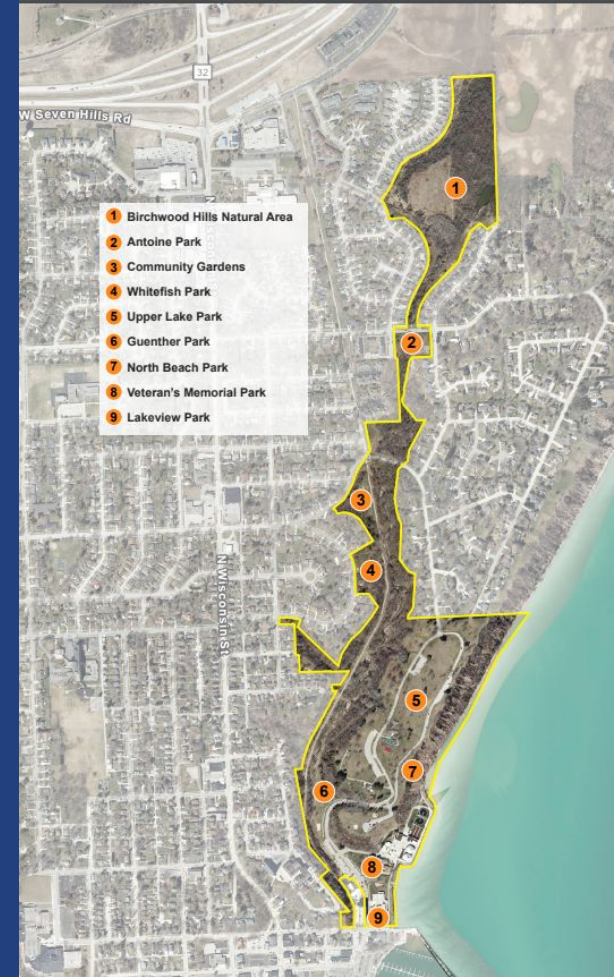 32
W Seven Hills Rd
1 Birchwood Hills Natural Area
2 Antoine Park
3 Community Gardens
4 Whitefish Park
5 Upper Lake Park
6 Guenther Park
7 North Beach Park
8 Veteran's Memorial Park
9 Lakeview Park
1
2
3
4
N Wisconsin St
5
7
6
8
9